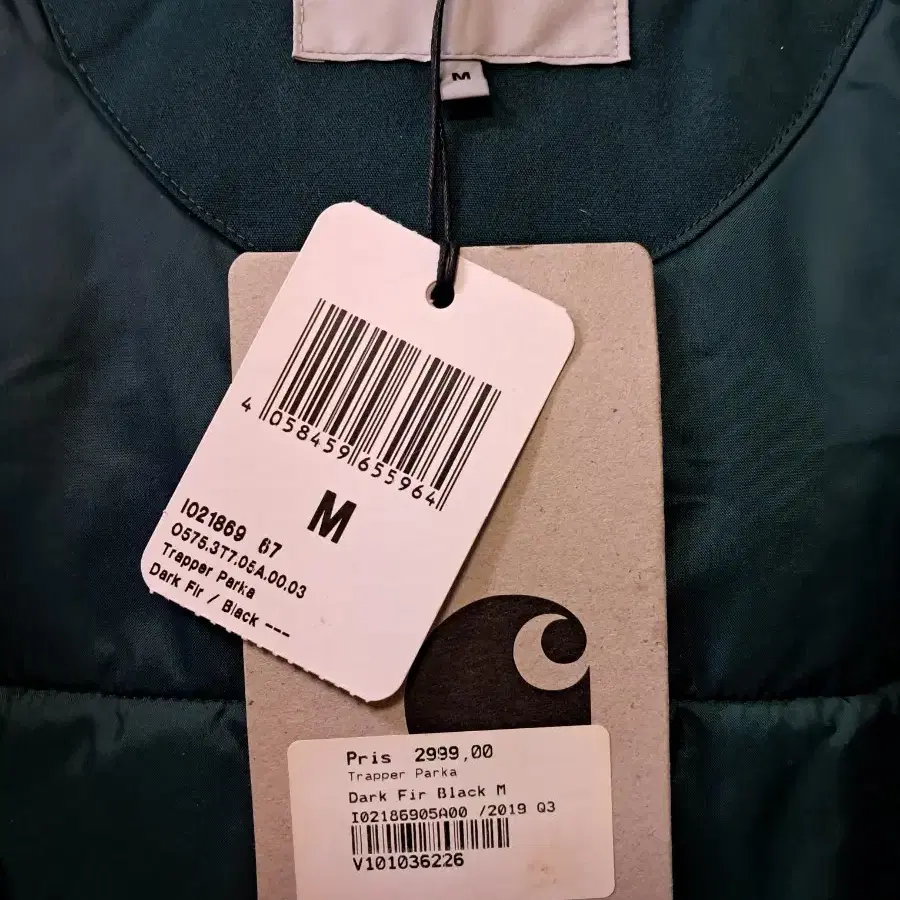 M
4 058459 655964
M
I021869 67
O575.3T7.05A.00.03
Trapper Parka
Dark Fir / Black ---
Pris 2999,00
Trapper Parka
Dark Fir Black M
I02186905A00 /2019 Q3
V101036226